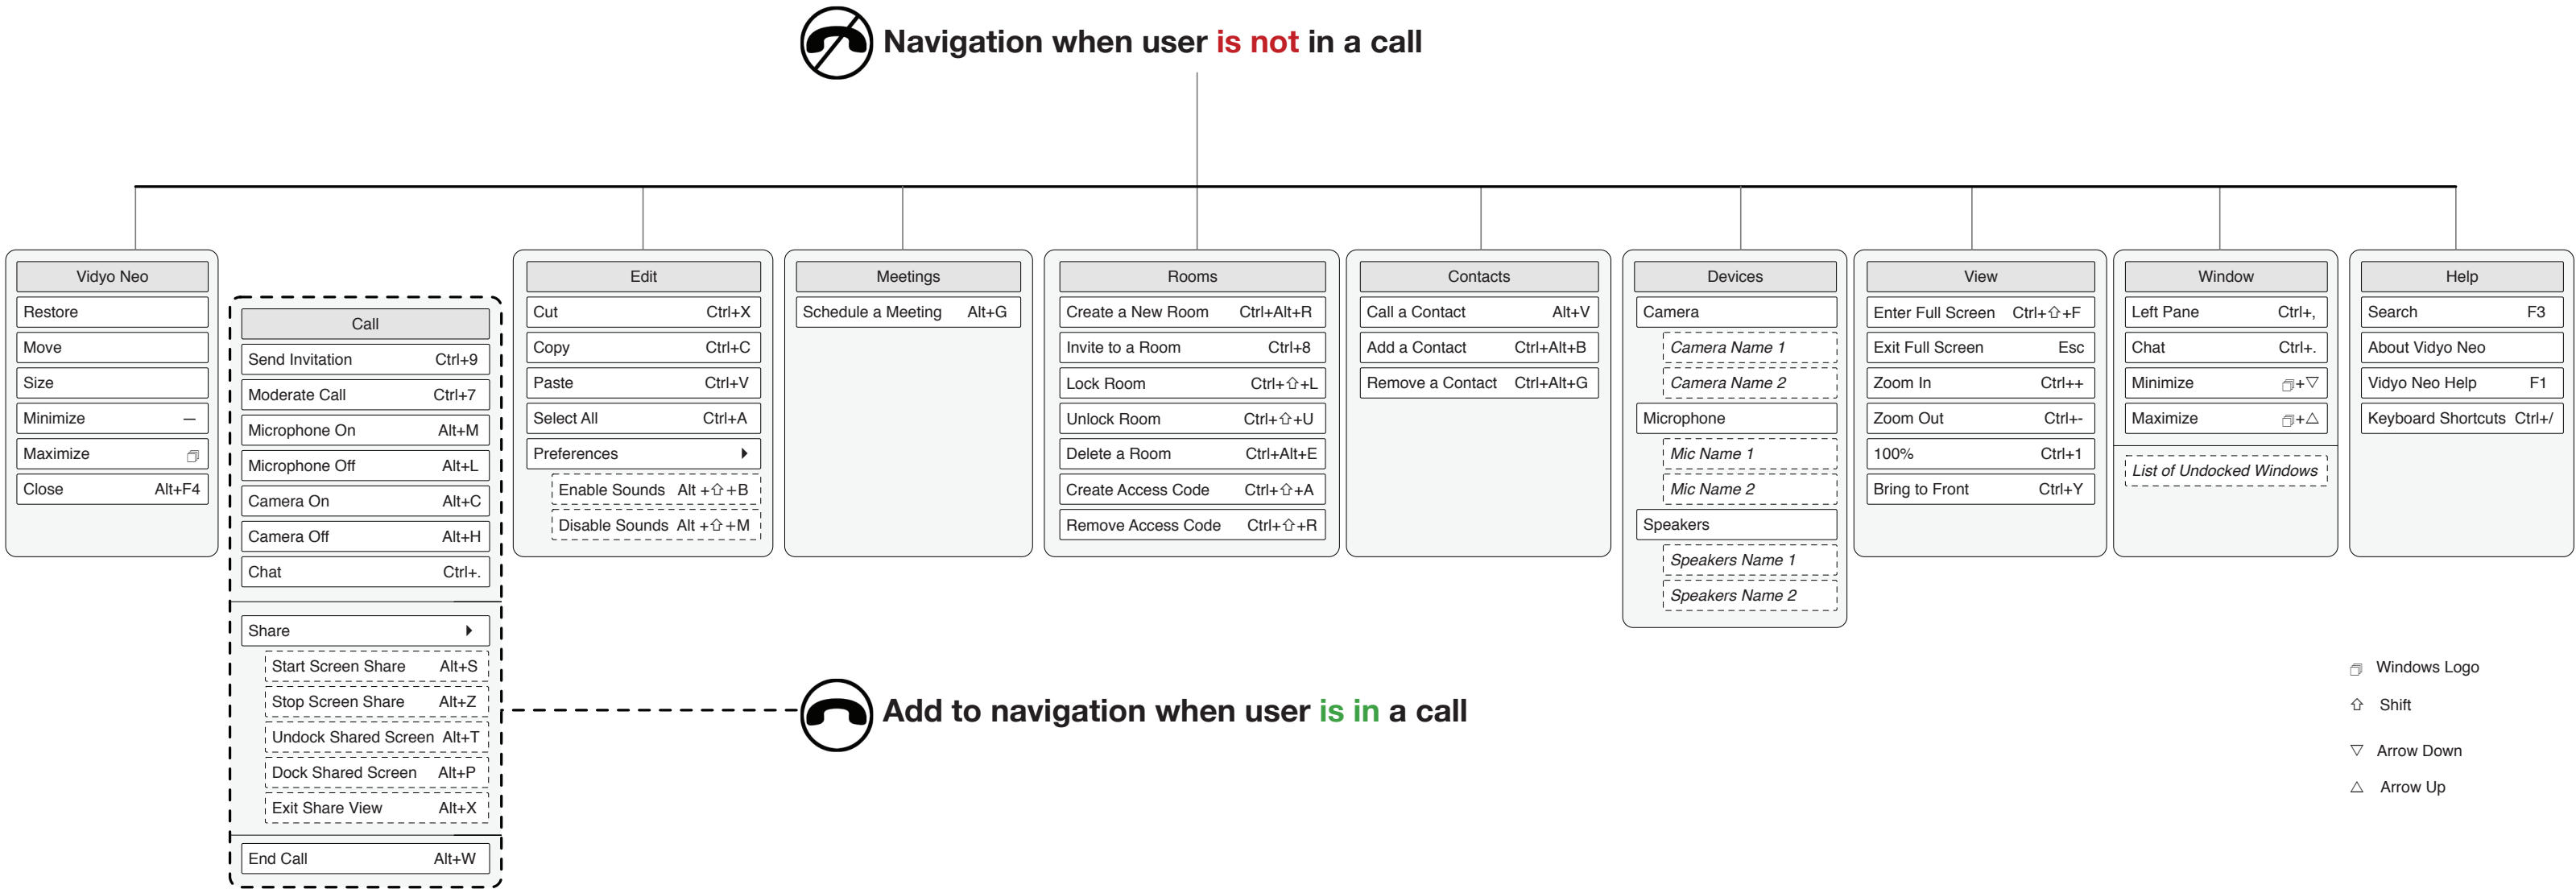 Navigation when user is not in a call
Vidyo Neo
Restore
Move
Size
Minimize —
Maximize
Close Alt+F4
Call
Send Invitation Ctrl+9
Moderate Call Ctrl+7
Microphone On Alt+M
Microphone Off Alt+L
Camera On Alt+C
Camera Off Alt+H
Chat Ctrl+.
Share
Start Screen Share Alt+S
Stop Screen Share Alt+Z
Undock Shared Screen Alt+T
Dock Shared Screen Alt+P
Exit Share View Alt+X
End Call Alt+W
Edit
Cut Ctrl+X
Copy Ctrl+C
Paste Ctrl+V
Select All Ctrl+A
Preferences
Enable Sounds Alt +⇧+B
Disable Sounds Alt +⇧+M
Meetings
Schedule a Meeting Alt+G
Rooms
Create a New Room Ctrl+Alt+R
Invite to a Room Ctrl+8
Lock Room Ctrl+⇧+L
Unlock Room Ctrl+⇧+U
Delete a Room Ctrl+Alt+E
Create Access Code Ctrl+⇧+A
Remove Access Code Ctrl+⇧+R
Contacts
Call a Contact Alt+V
Add a Contact Ctrl+Alt+B
Remove a Contact Ctrl+Alt+G
Devices
Camera
Camera Name 1
Camera Name 2
Microphone
Mic Name 1
Mic Name 2
Speakers
Speakers Name 1
Speakers Name 2
View
Enter Full Screen Ctrl+⇧+F
Exit Full Screen Esc
Zoom In Ctrl++
Zoom Out Ctrl+-
100% Ctrl+1
Bring to Front Ctrl+Y
Window
Left Pane Ctrl+,
Chat Ctrl+.
Minimize +▽
Maximize +△
List of Undocked Windows
Help
Search F3
About Vidyo Neo
Vidyo Neo Help F1
Keyboard Shortcuts Ctrl+/
Add to navigation when user is in a call
Windows Logo
⇧ Shift
▽ Arrow Down
△ Arrow Up